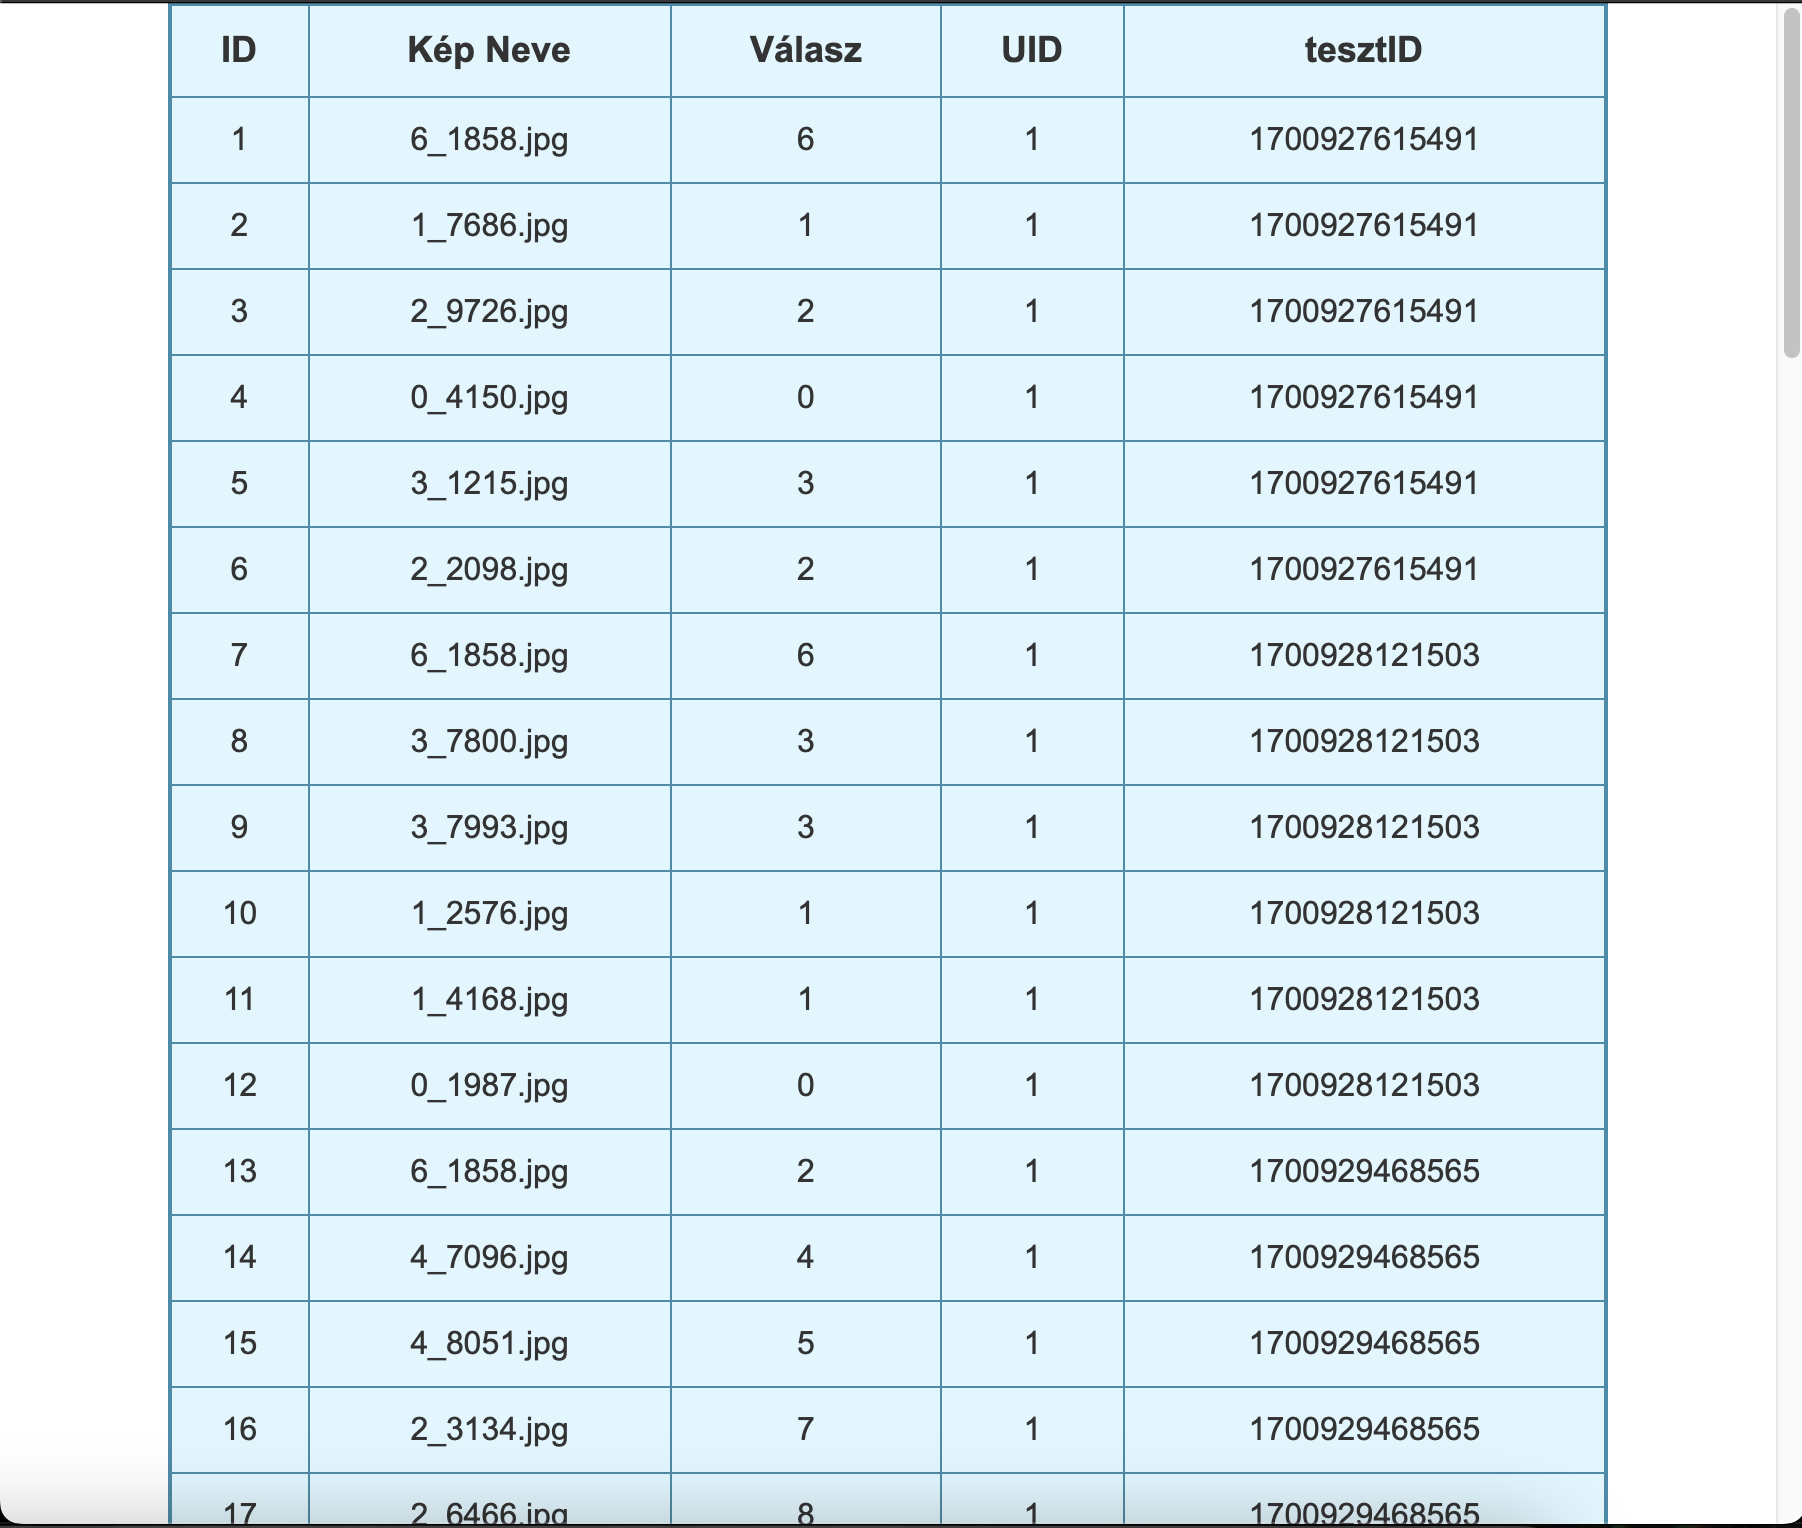 ID Kép Neve Válasz UID tesztID
1 6_1858.jpg 6 1 1700927615491
2 1_7686.jpg 1 1 1700927615491
3 2_9726.jpg 2 1 1700927615491
4 0_4150.jpg 0 1 1700927615491
5 3_1215.jpg 3 1 1700927615491
6 2_2098.jpg 2 1 1700927615491
7 6_1858.jpg 6 1 1700928121503
8 3_7800.jpg 3 1 1700928121503
9 3_7993.jpg 3 1 1700928121503
10 1_2576.jpg 1 1 1700928121503
11 1_4168.jpg 1 1 1700928121503
12 0_1987.jpg 0 1 1700928121503
13 6_1858.jpg 2 1 1700929468565
14 4_7096.jpg 4 1 1700929468565
15 4_8051.jpg 5 1 1700929468565
16 2_3134.jpg 7 1 1700929468565
17 2_6466.jpg 8 1 1700929468565